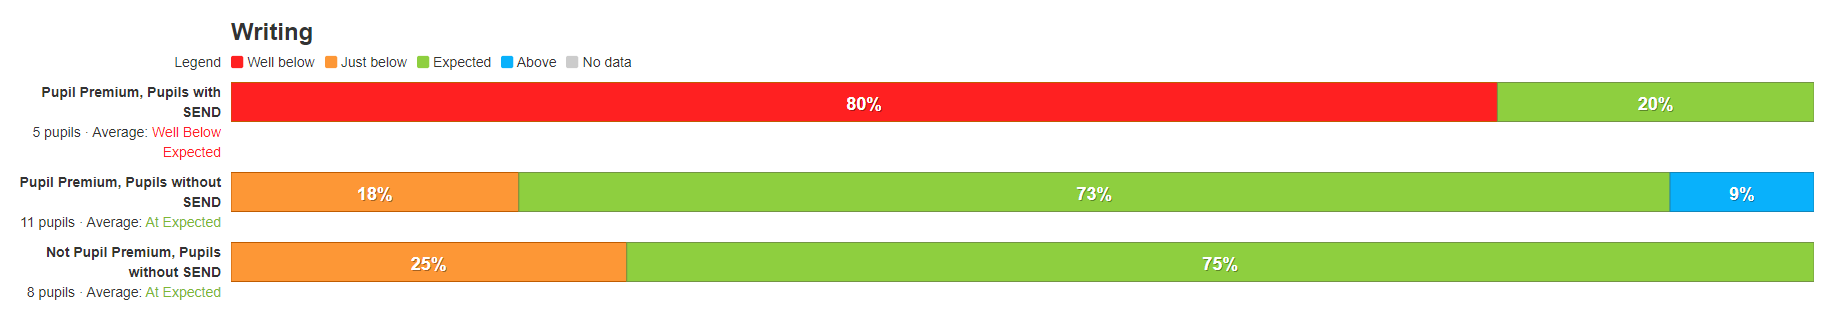 Writing
Legend Well below Just below Expected Above No data
Pupil Premium, Pupils with
SEND
5 pupils · Average: Well Below
Expected
80% 20%
Pupil Premium, Pupils without
SEND
11 pupils · Average: At Expected
18% 73% 9%
Not Pupil Premium, Pupils
without SEND
8 pupils · Average: At Expected
25% 75%